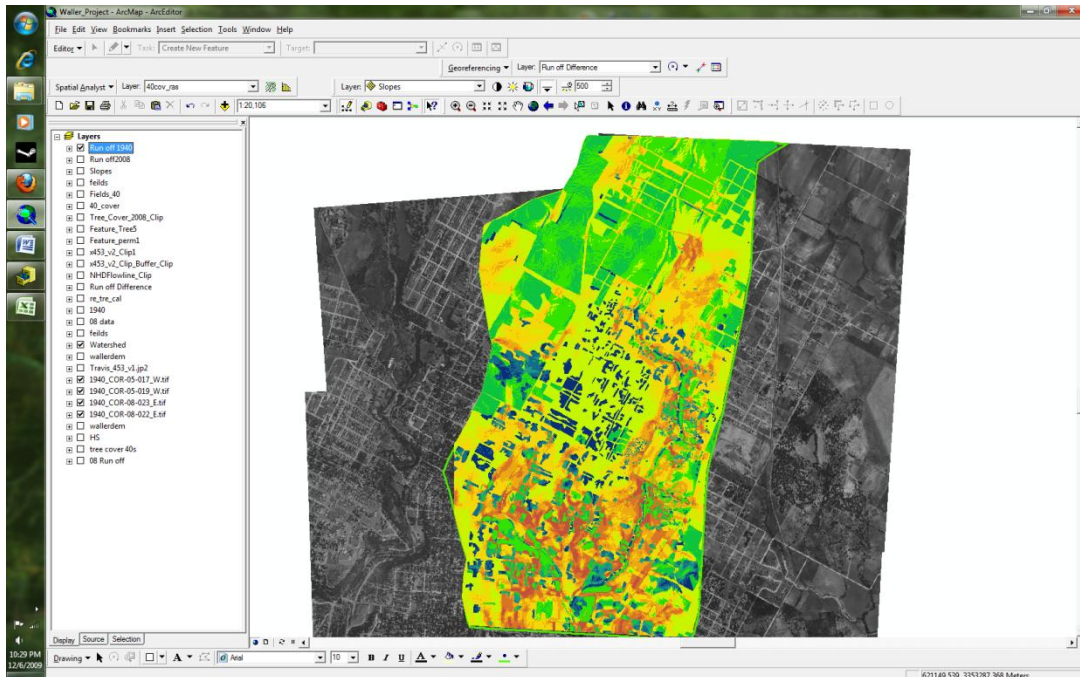 Waller_Project - ArcMap - ArcEditor
File Edit View Bookmarks Insert Selection Tools Window Help
Editor Task: Create New Feature Target:
Georeferencing Layer: Run off Difference
Spatial Analyst Layer: 40cov_ras Layer: Slopes 500
1:20,106
Layers
Run off 1940
Run off2008
Slopes
feilds
Fields_40
40_cover
Tree_Cover_2008_Clip
Feature_Tree5
Feature_perm1
x453_v2_Clip1
x453_v2_Clip_Buffer_Clip
NHDFlowline_Clip
Run off Difference
re_tre_cal
1940
08 data
feilds
Watershed
wallerdem
Travis_453_v1.jp2
1940_COR-05-017_W.tif
1940_COR-05-019_W.tif
1940_COR-08-023_E.tif
1940_COR-08-022_E.tif
wallerdem
HS
tree cover 40s
08 Run off
Display Source Selection
Drawing A Arial 10 B I U A
10:29 PM
12/6/2009
621149.539 3353287.368 Meters